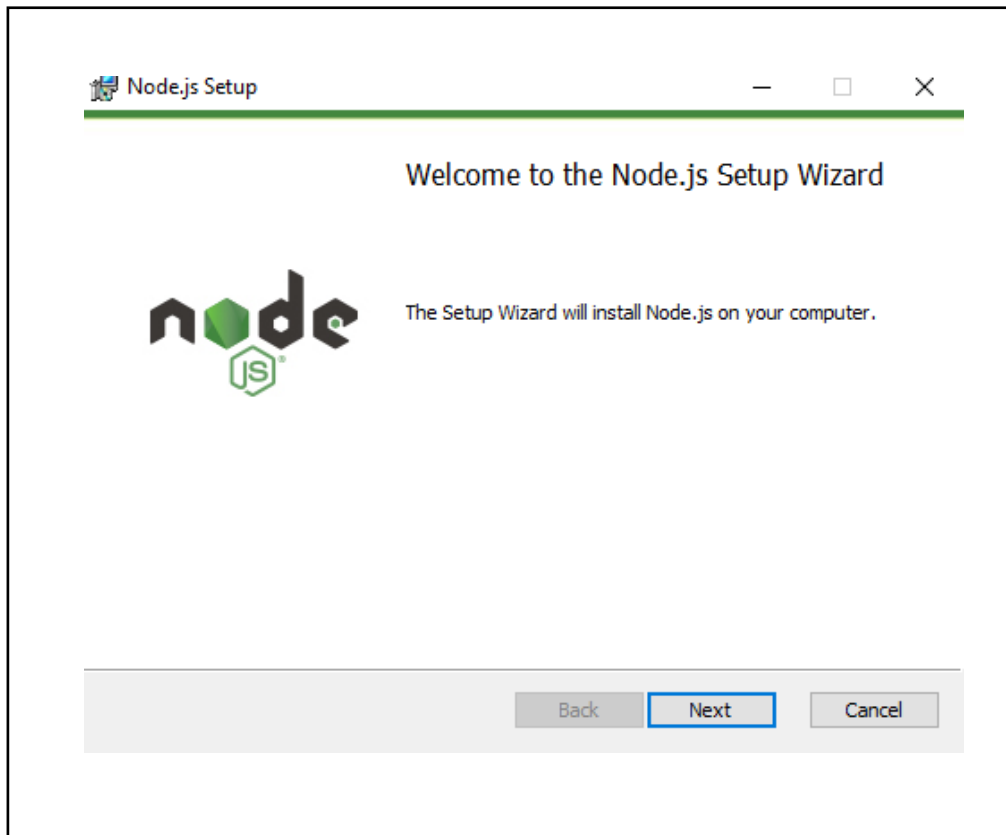 Node.js Setup
Welcome to the Node.js Setup Wizard
node
JS®
The Setup Wizard will install Node.js on your computer.
Back Next Cancel